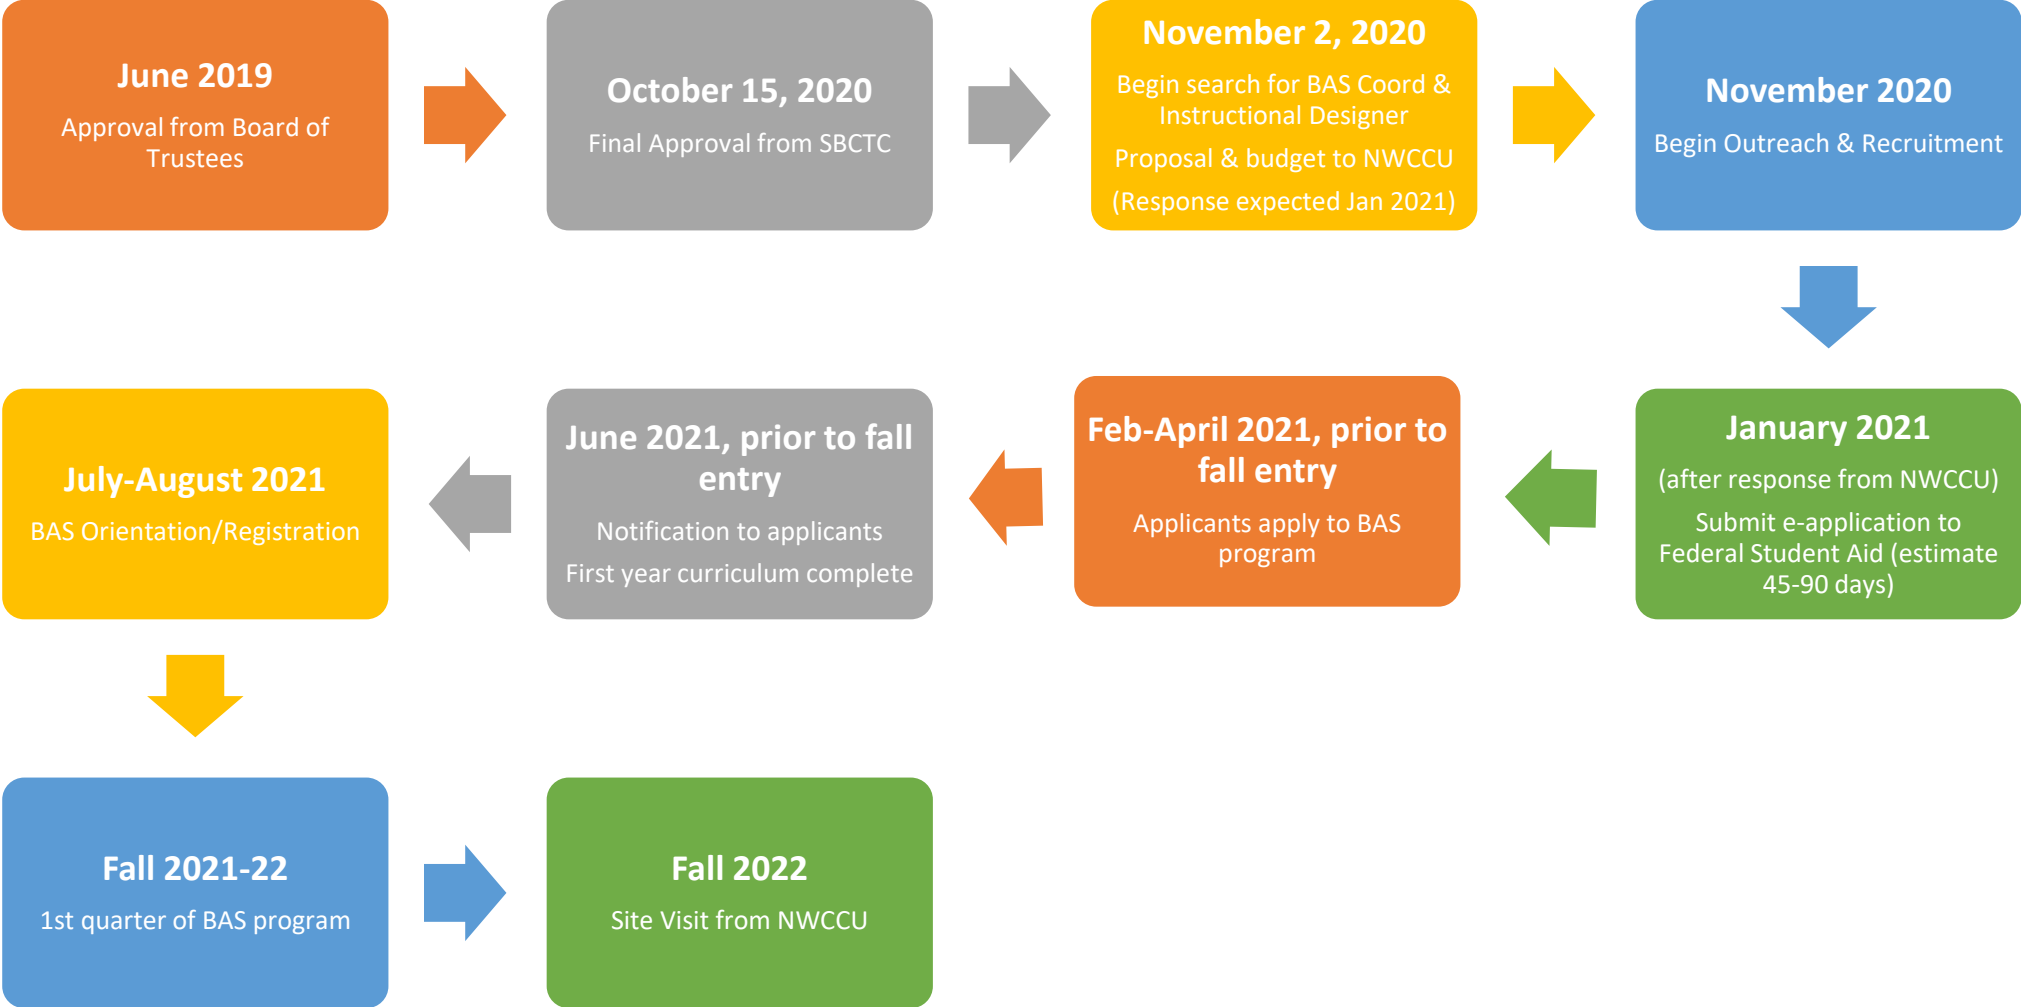 June 2019
Approval from Board of
Trustees
October 15, 2020
Final Approval from SBCTC
November 2, 2020
Begin search for BAS Coord &
Instructional Designer
Proposal & budget to NWCCU
(Response expected Jan 2021)
November 2020
Begin Outreach & Recruitment
January 2021
(after response from NWCCU)
Submit e-application to
Federal Student Aid (estimate
45-90 days)
Feb-April 2021, prior to
fall entry
Applicants apply to BAS
program
June 2021, prior to fall
entry
Notification to applicants
First year curriculum complete
July-August 2021
BAS Orientation/Registration
Fall 2021-22
1st quarter of BAS program
Fall 2022
Site Visit from NWCCU